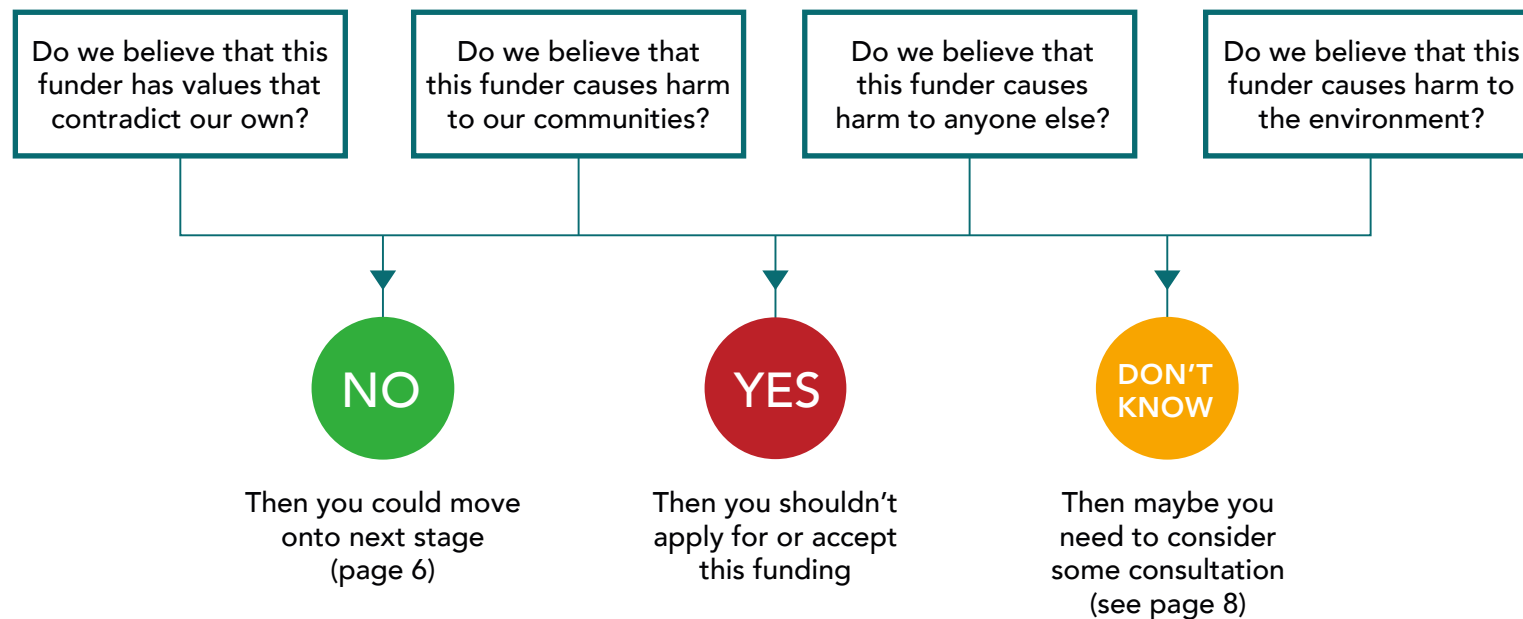 Do we believe that this
funder has values that
contradict our own?
Do we believe that
this funder causes harm
to our communities?
Do we believe that
this funder causes
harm to anyone else?
Do we believe that this
funder causes harm to
the environment?
NO
Then you could move
onto next stage
(page 6)
YES
Then you shouldn’t
apply for or accept
this funding
DON’T
KNOW
Then maybe you
need to consider
some consultation
(see page 8)